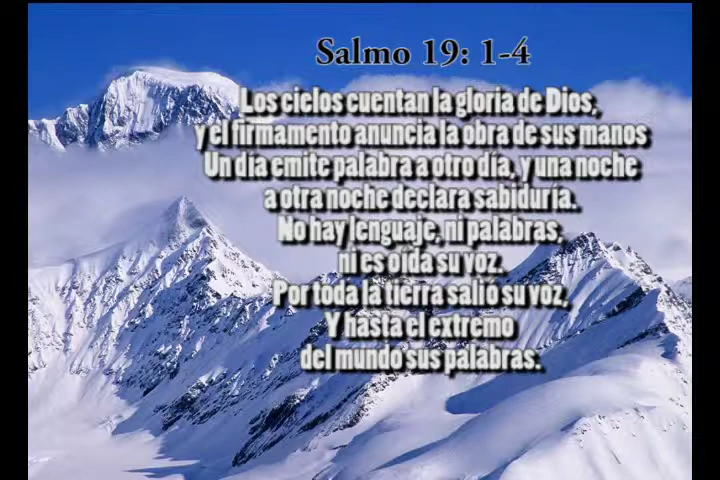 Salmo 19: 1-4
Los cielos cuentan la gloria de Dios,
y el firmamento anuncia la obra de sus manos
Un día emite palabra a otro día, y una noche
a otra noche declara sabiduría.
No hay lenguaje, ni palabras,
ni es oída su voz.
Por toda la tierra salió su voz,
Y hasta el extremo
del mundo sus palabras.